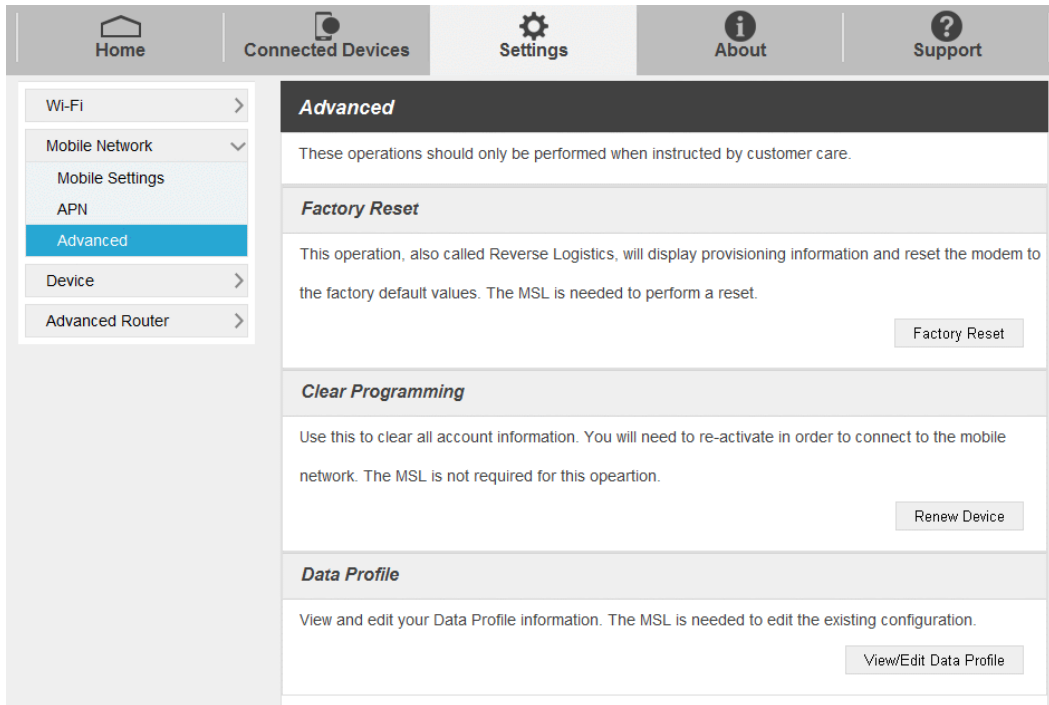 Home
Connected Devices
Settings
About
Support
Wi-Fi
Mobile Network
Mobile Settings
APN
Advanced
Device
Advanced Router
Advanced
These operations should only be performed when instructed by customer care.
Factory Reset
This operation, also called Reverse Logistics, will display provisioning information and reset the modem to
the factory default values. The MSL is needed to perform a reset.
Factory Reset
Clear Programming
Use this to clear all account information. You will need to re-activate in order to connect to the mobile
network. The MSL is not required for this opeartion.
Renew Device
Data Profile
View and edit your Data Profile information. The MSL is needed to edit the existing configuration.
View/Edit Data Profile